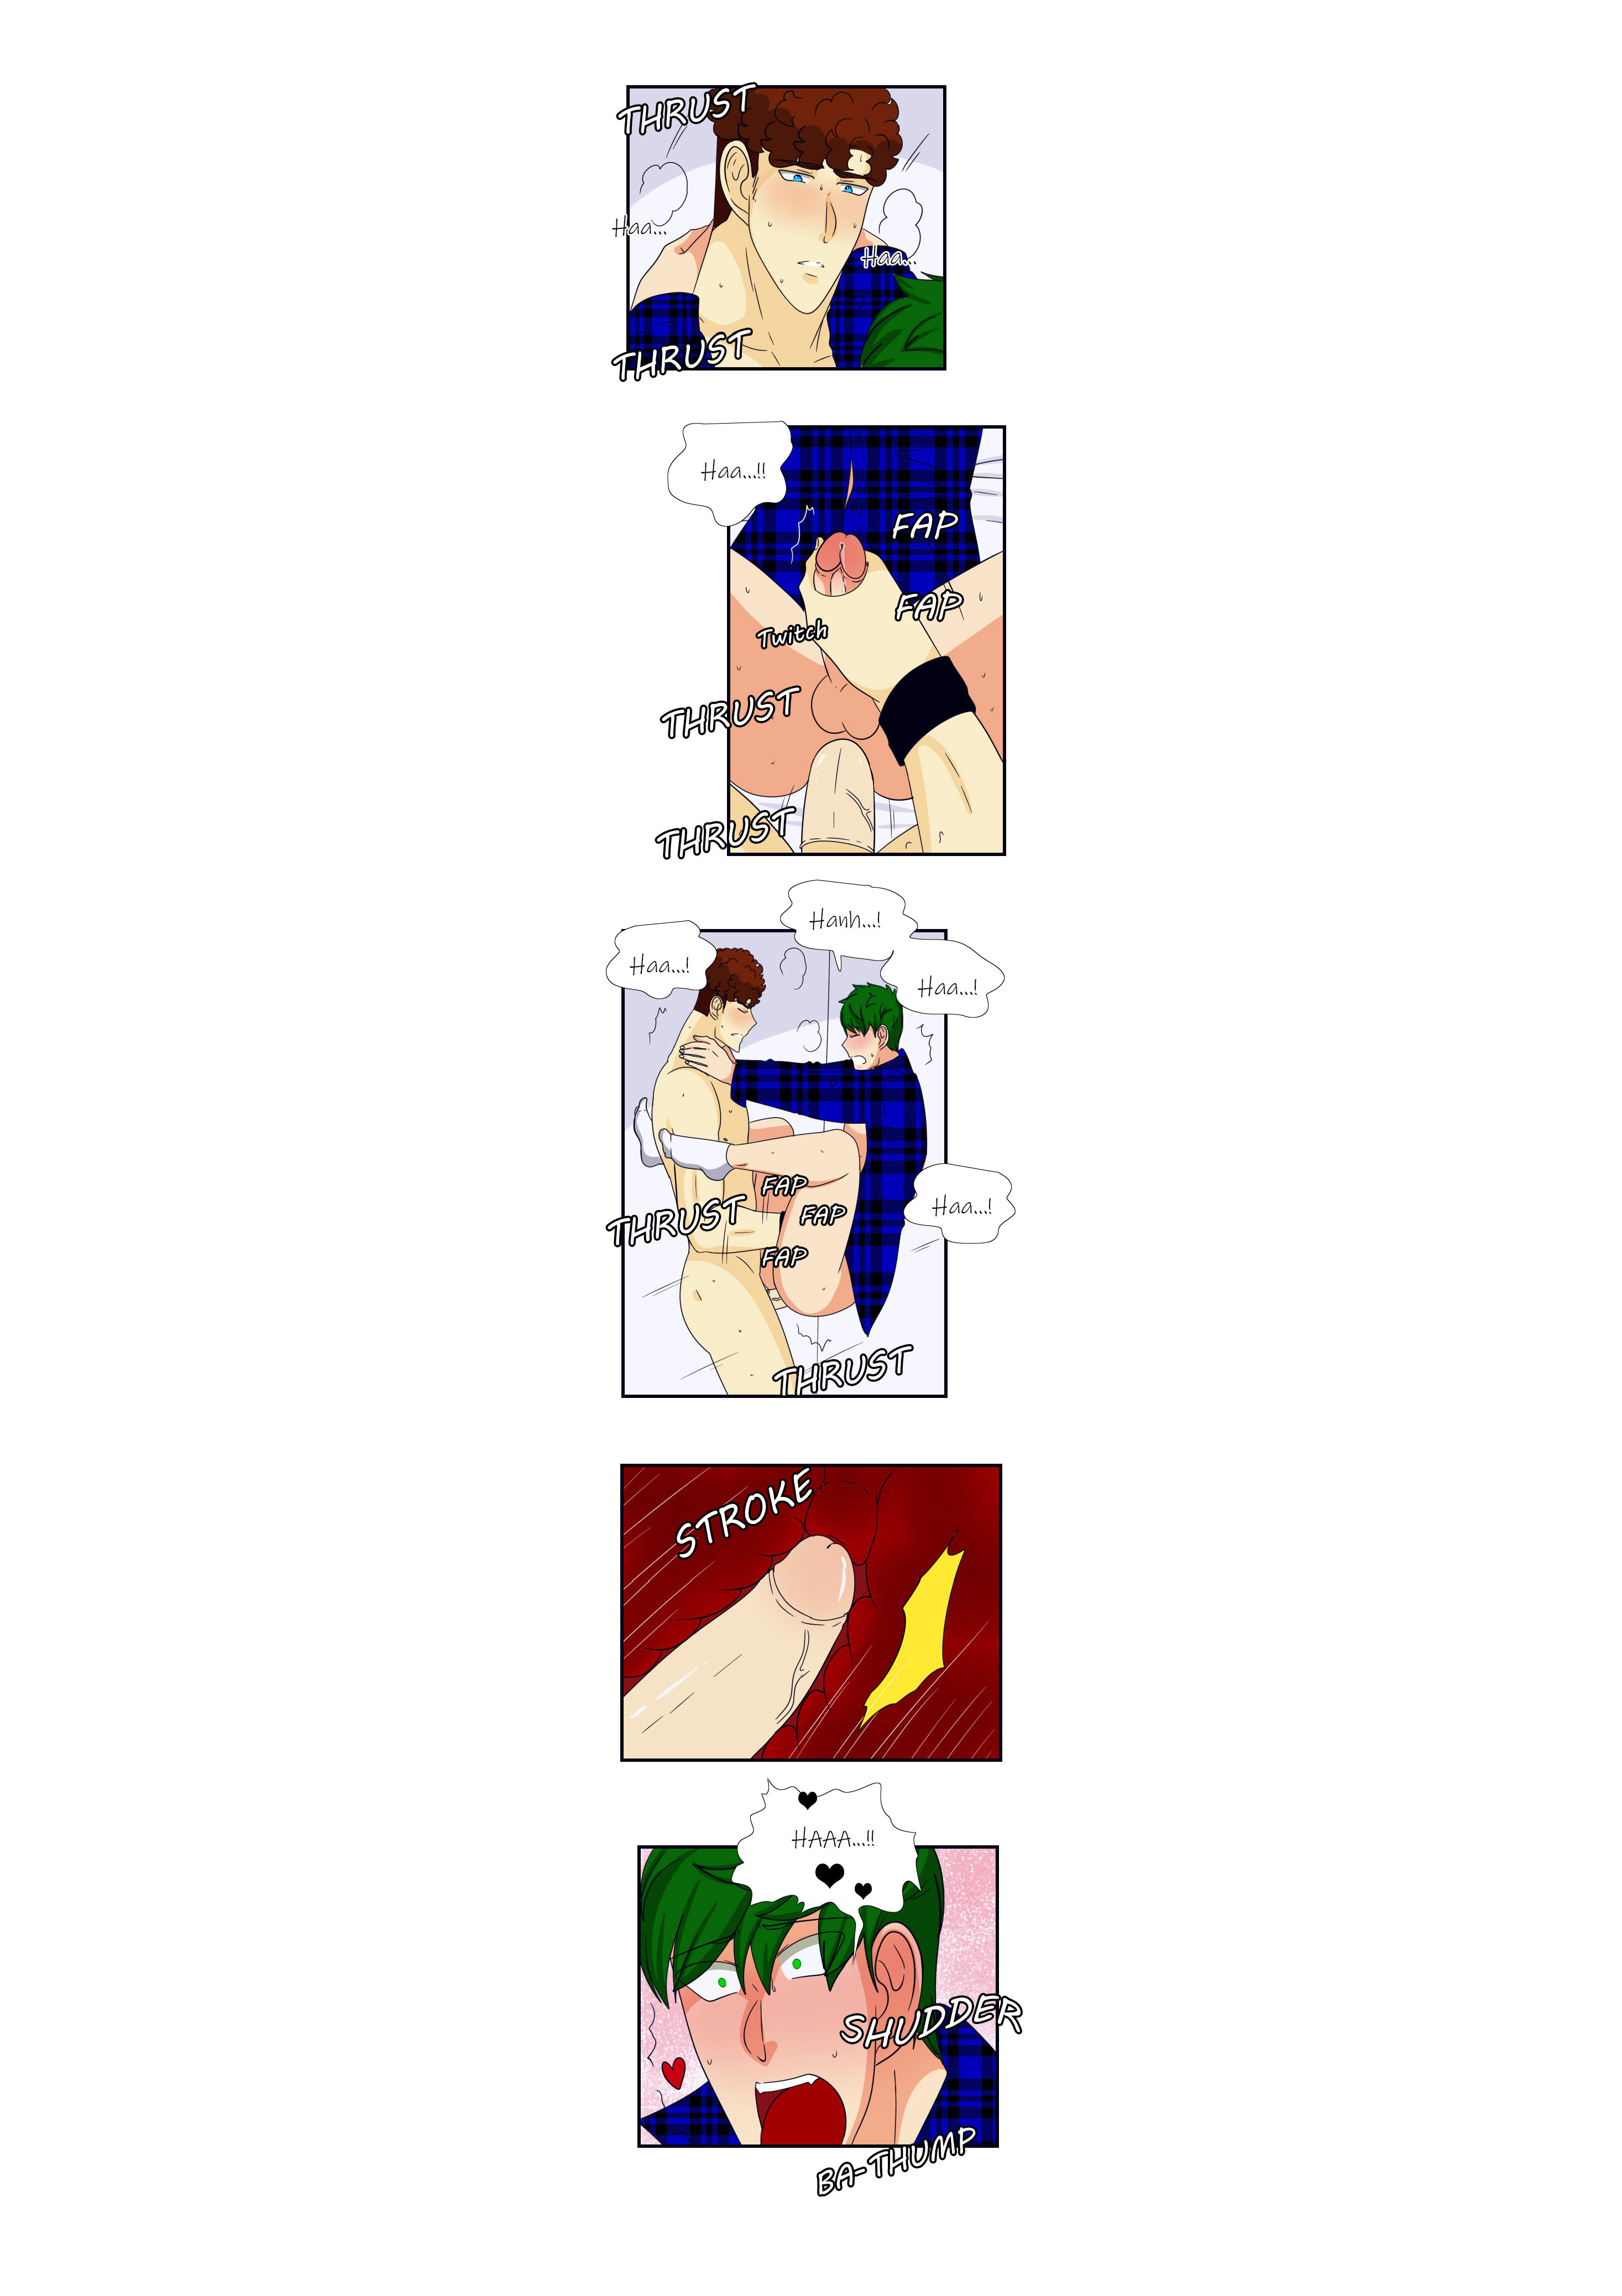 THRUST
Haa...
Haa...
THRUST
Haa...!!
FAP
FAP
Twitch
THRUST
THRUST
Hanh...!
Haa...!
Haa...!
FAP
THRUST
FAP
Haa...!
FAP
THRUST
STROKE
HAAA...!!
SHUDDER
BA-THUMP